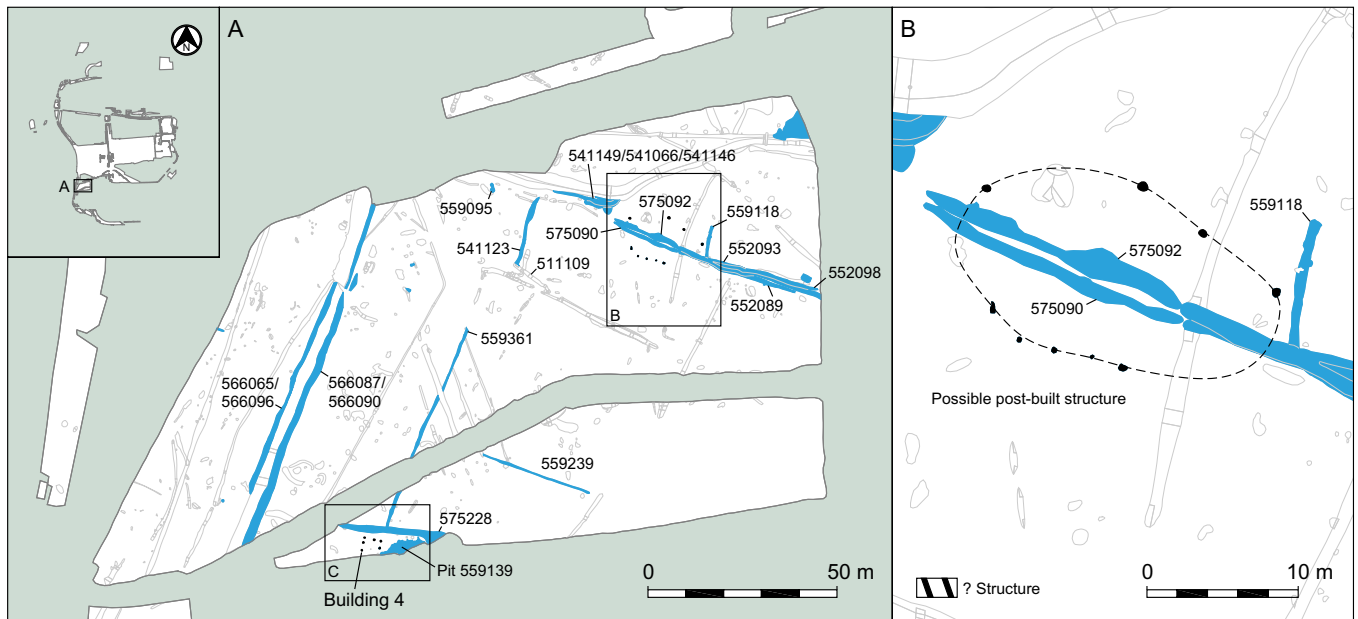 N
A
A
541149/541066/541146
559095
575092
559118
541123
575090
552093
511109
552098
552089
B
559361
566065/
566096
566087/
566090
559239
575228
Pit 559139
C
Building 4
0
50 m
B
559118
575092
575090
Possible post-built structure
? Structure
0
10 m